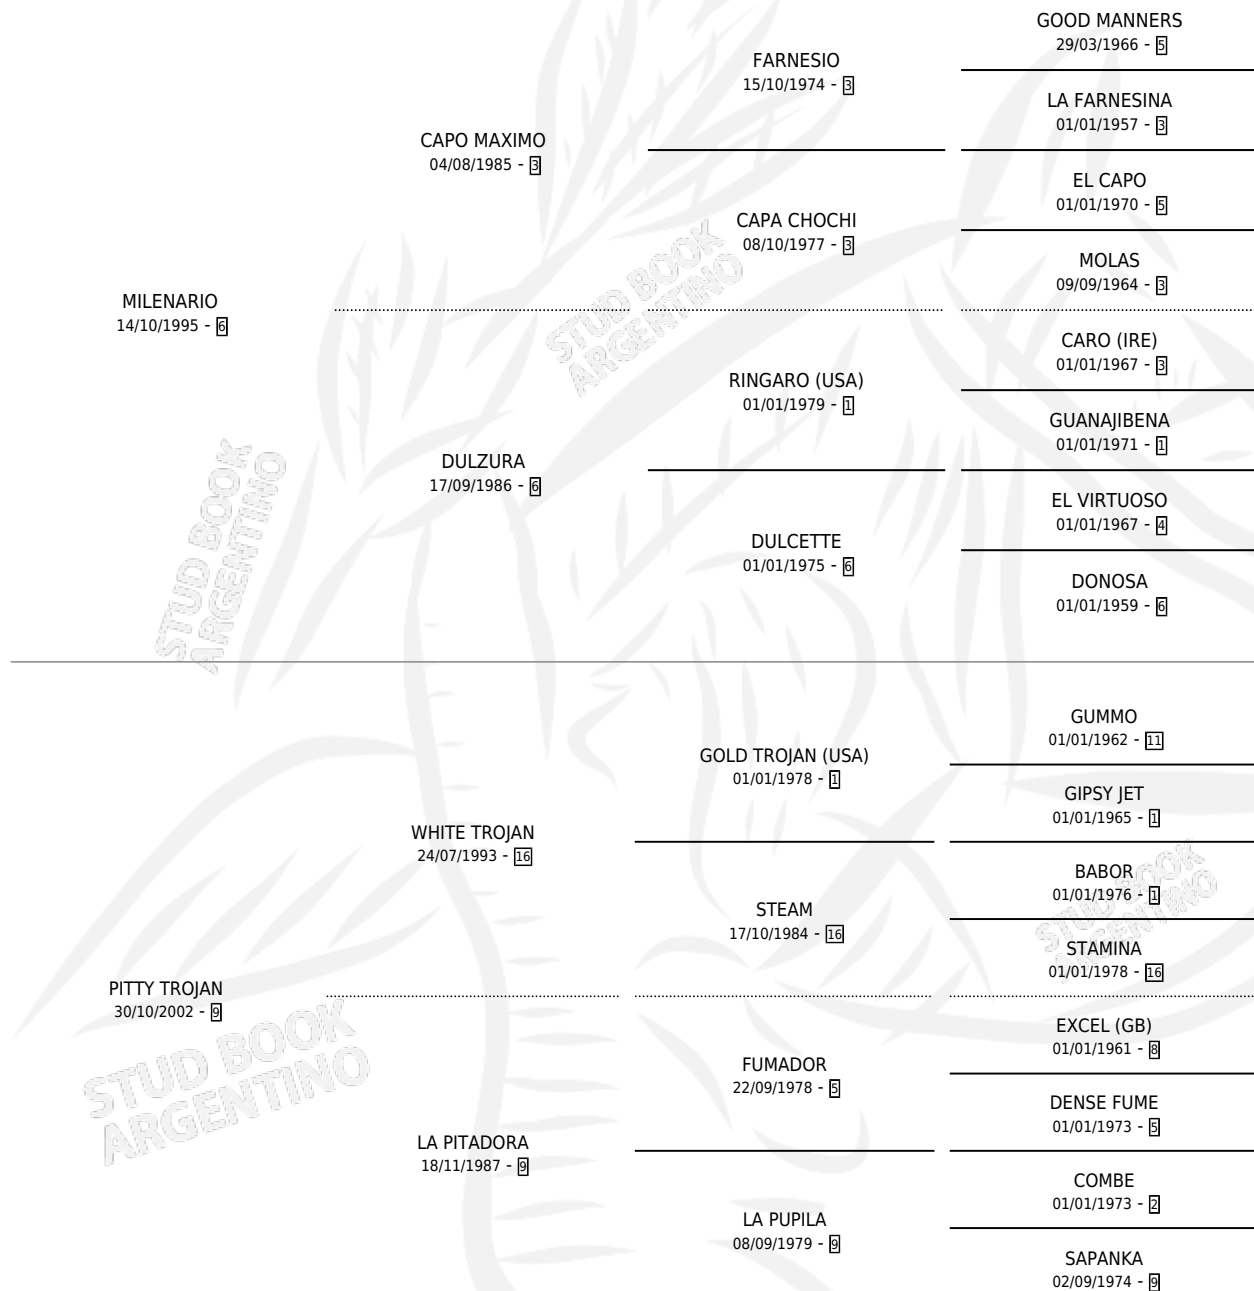 GOOD MANNERS
29/03/1966 - 5
FARNESIO
15/10/1974 - 3
LA FARNESINA
01/01/1957 - 3
CAPO MAXIMO
04/08/1985 - 3
EL CAPO
01/01/1970 - 5
CAPA CHOCHI
08/10/1977 - 3
MOLAS
09/09/1964 - 3
MILENARIO
14/10/1995 - 6
STUD BOOK
ARGENTINO
CARO (IRE)
01/01/1967 - 3
RINGARO (USA)
01/01/1979 - 1
GUANAJIBENA
01/01/1971 - 1
DULZURA
17/09/1986 - 6
EL VIRTUOSO
01/01/1967 - 4
DULCETTE
01/01/1975 - 6
DONOSA
01/01/1959 - 6
STUD BOOK
ARGENTINO
GUMMO
01/01/1962 - 11
GOLD TROJAN (USA)
01/01/1978 - 1
GIPSY JET
01/01/1965 - 1
WHITE TROJAN
24/07/1993 - 16
BABOR
01/01/1976 - 1
STEAM
17/10/1984 - 16
STAMINA
01/01/1978 - 16
STUD BOOK
ARGENTINO
PITTY TROJAN
30/10/2002 - 9
EXCEL (GB)
01/01/1961 - 8
FUMADOR
22/09/1978 - 5
DENSE FUME
01/01/1973 - 5
STUD BOOK
ARGENTINO
LA PITADORA
18/11/1987 - 9
COMBE
01/01/1973 - 2
LA PUPILA
08/09/1979 - 9
SAPANKA
02/09/1974 - 9